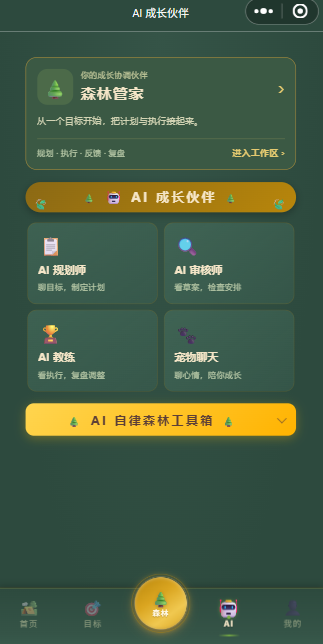 AI 成长伙伴
你的成长协调伙伴
森林管家
从一个目标开始，把计划与执行接起来。
规划 · 执行 · 反馈 · 复盘
进入工作区 ›
AI 成长伙伴
AI 规划师
聊目标，制定计划
AI 审核师
看草案，检查安排
AI 教练
看执行，复盘调整
宠物聊天
聊心情，陪你成长
AI 自律森林工具箱
首页
目标
森林
AI
我的